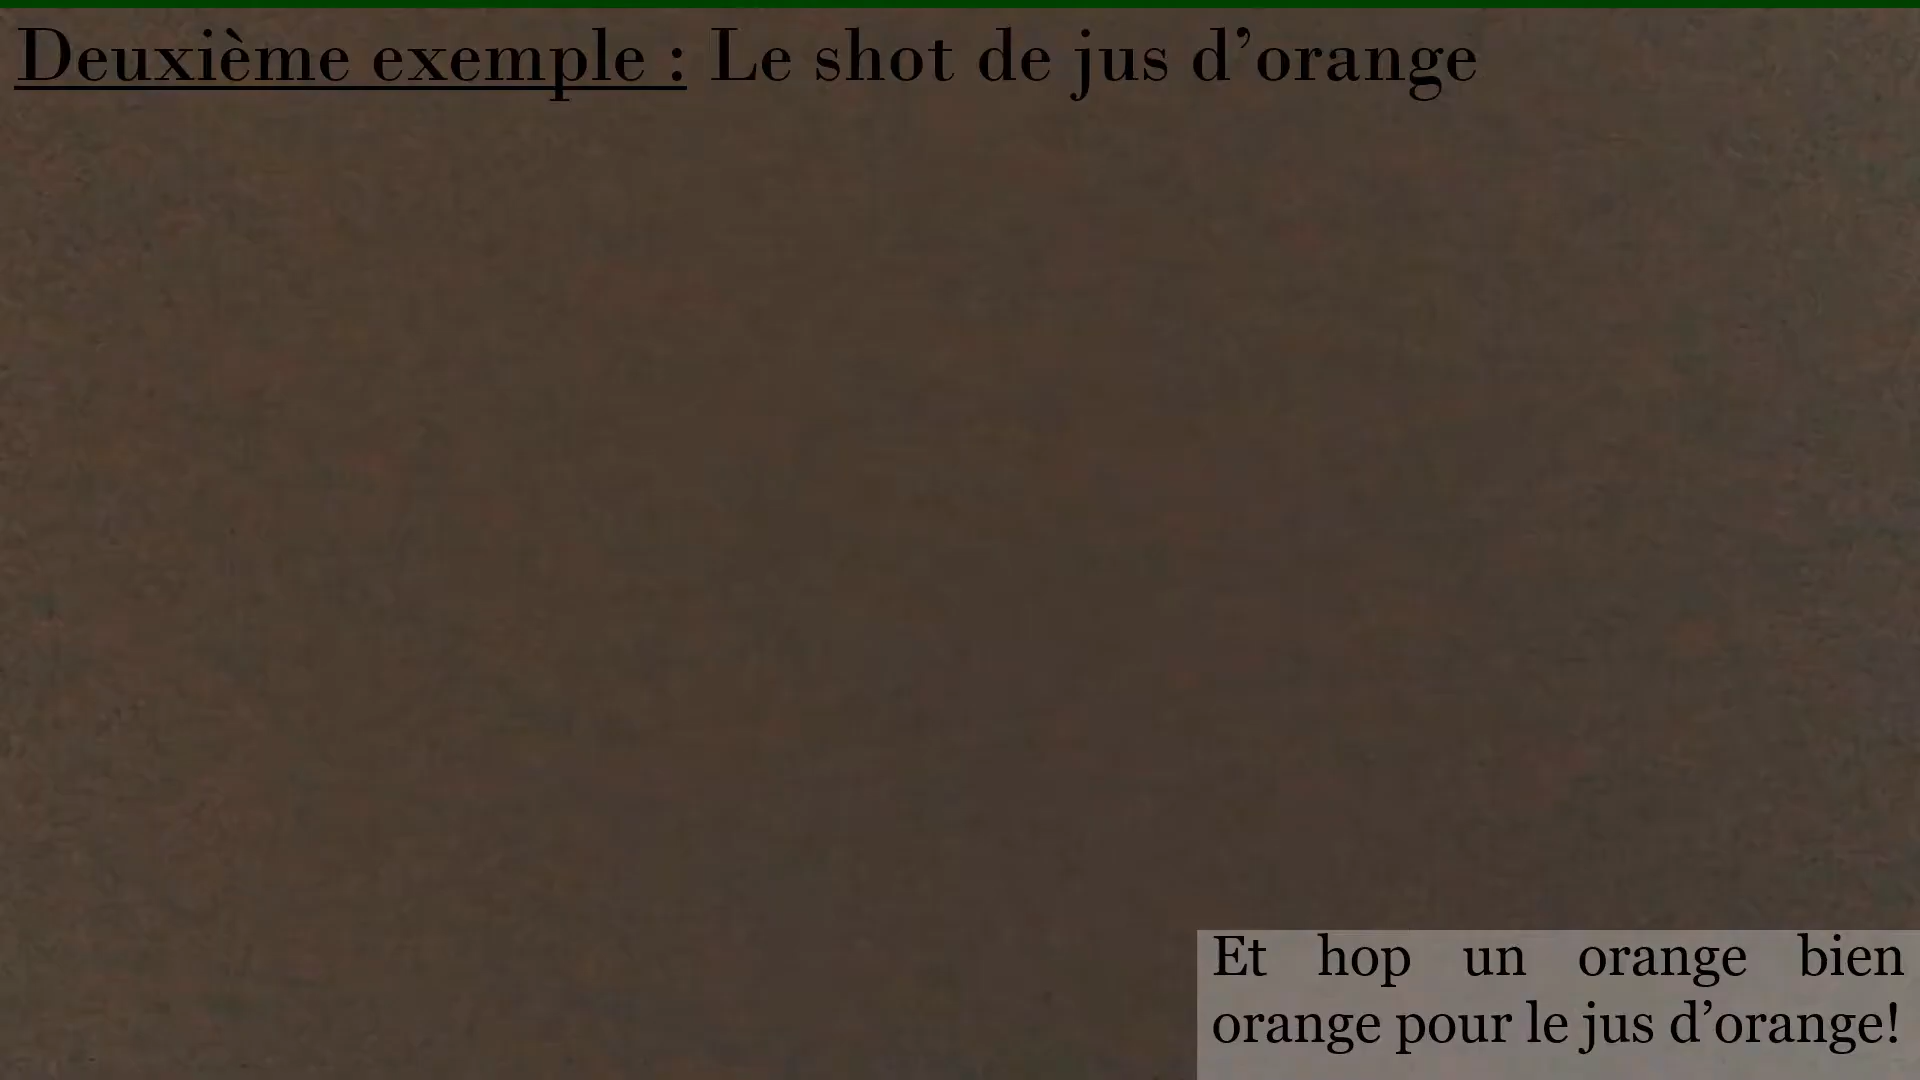 Deuxième exemple : Le shot de jus d’orange
Et hop un orange bien
orange pour le jus d’orange!